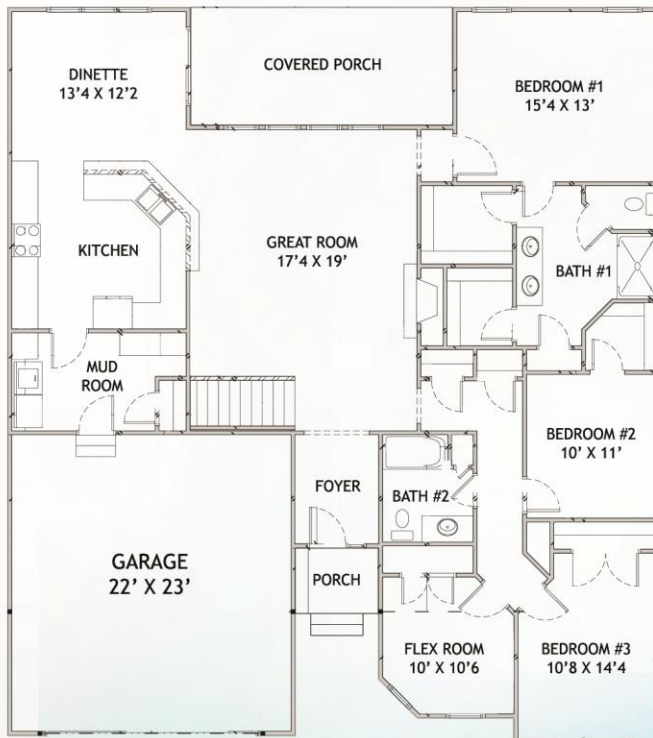 DINETTE
13'4 X 12'2
COVERED PORCH
BEDROOM #1
15'4 X 13'
KITCHEN
GREAT ROOM
17'4 X 19'
BATH #1
MUD
ROOM
BEDROOM #2
10' X 11'
FOYER
BATH #2
GARAGE
22' X 23'
PORCH
FLEX ROOM
10' X 10'6
BEDROOM #3
10'8 X 14'4